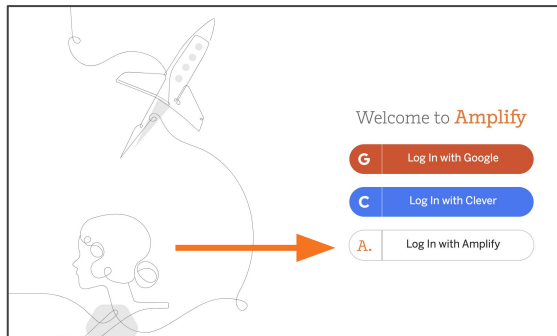 Welcome to Amplify
G Log In with Google
C Log In with Clever
A. Log In with Amplify